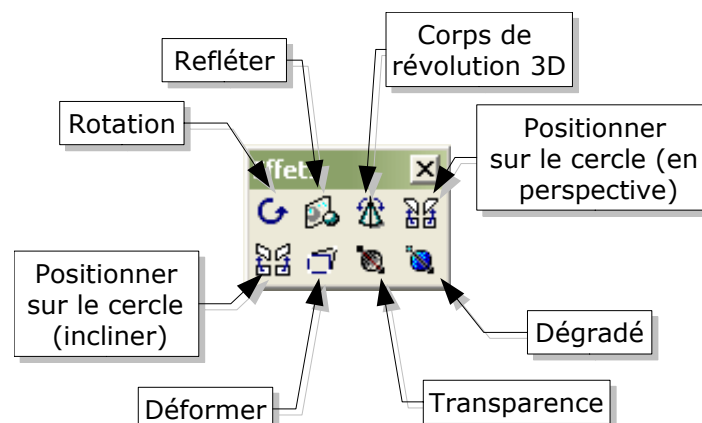 Corps de
révolution 3D
Refléter
Rotation
Positionner
sur le cercle (en
perspective)
Effets
Positionner
sur le cercle
(incliner)
Dégradé
Déformer
Transparence